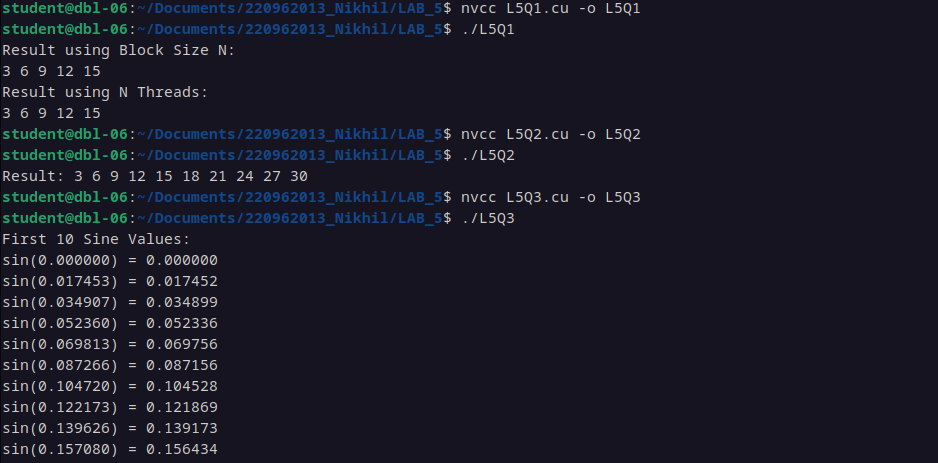 student@dbl-06:~/Documents/220962013_Nikhil/LAB_5$ nvcc L5Q1.cu -o L5Q1
student@dbl-06:~/Documents/220962013_Nikhil/LAB_5$ ./L5Q1
Result using Block Size N:
3 6 9 12 15
Result using N Threads:
3 6 9 12 15
student@dbl-06:~/Documents/220962013_Nikhil/LAB_5$ nvcc L5Q2.cu -o L5Q2
student@dbl-06:~/Documents/220962013_Nikhil/LAB_5$ ./L5Q2
Result: 3 6 9 12 15 18 21 24 27 30
student@dbl-06:~/Documents/220962013_Nikhil/LAB_5$ nvcc L5Q3.cu -o L5Q3
student@dbl-06:~/Documents/220962013_Nikhil/LAB_5$ ./L5Q3
First 10 Sine Values:
sin(0.000000) = 0.000000
sin(0.017453) = 0.017452
sin(0.034907) = 0.034899
sin(0.052360) = 0.052336
sin(0.069813) = 0.069756
sin(0.087266) = 0.087156
sin(0.104720) = 0.104528
sin(0.122173) = 0.121869
sin(0.139626) = 0.139173
sin(0.157080) = 0.156434